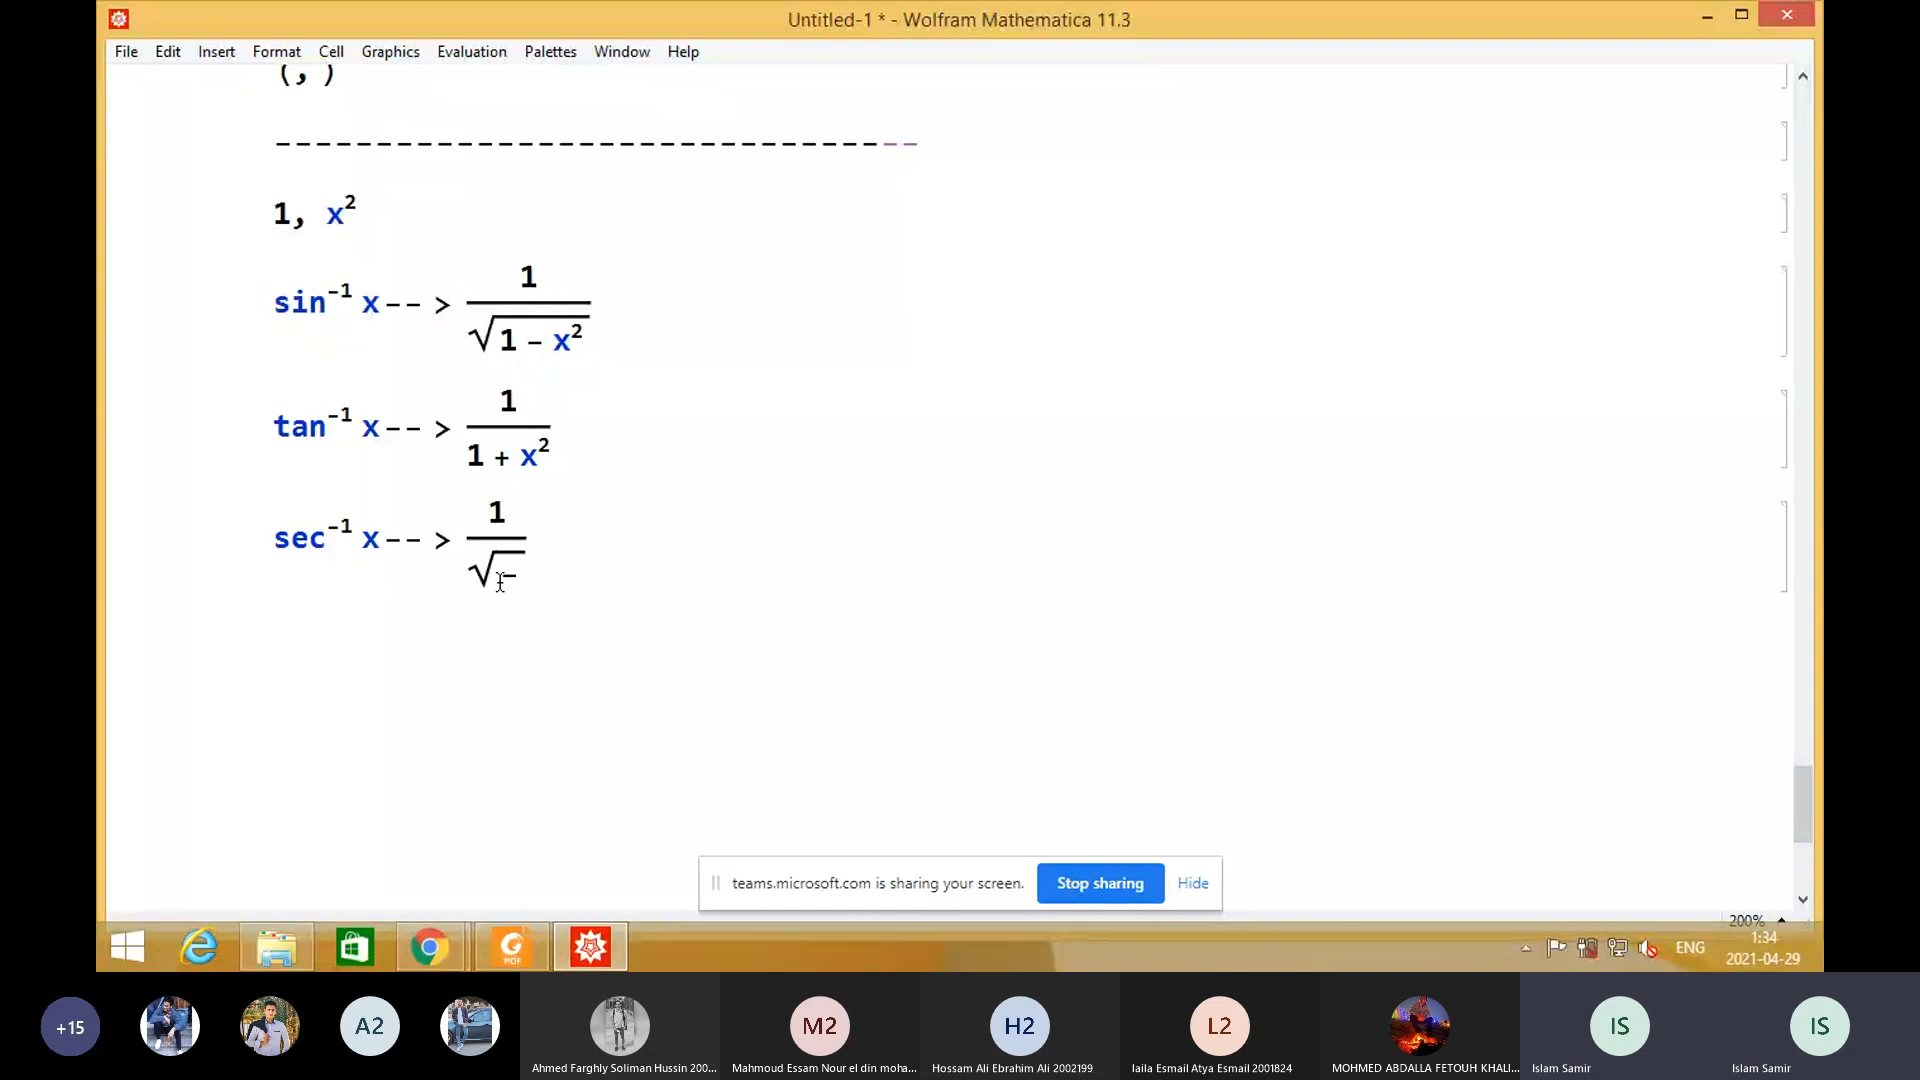 Untitled-1 * - Wolfram Mathematica 11.3
File Edit Insert Format Cell Graphics Evaluation Palettes Window Help
(, )
--------------------------------
1, x²
sin⁻¹ x-- > 1/√(1 - x²)
tan⁻¹ x-- > 1/(1 + x²)
sec⁻¹ x-- > 1/√(-)
teams.microsoft.com is sharing your screen. Stop sharing Hide
200%
PDF
ENG
1:34
2021-04-29
+15 A2 M2 H2 L2 IS IS
Ahmed Farghly Soliman Hussin 200... Mahmoud Essam Nour el din moha... Hossam Ali Ebrahim Ali 2002199 laila Esmail Atya Esmail 2001824 MOHMED ABDALLA FETOUH KHALI... Islam Samir Islam Samir